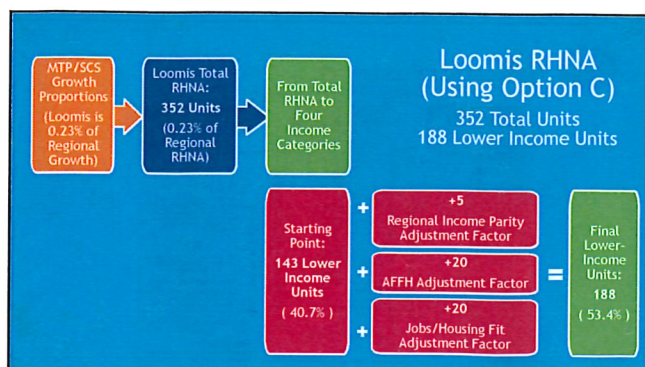 MTP/SCS
Growth
Proportions
(Loomis is
0.23% of
Regional
Growth)
Loomis Total
RHNA:
352 Units
(0.23% of
Regional
RHNA)
From Total
RHNA to
Four
Income
Categories
Loomis RHNA
(Using Option C)
352 Total Units
188 Lower Income Units
Starting
Point:
143 Lower
Income
Units
( 40.7% )
+
+5
Regional Income Parity
Adjustment Factor
+
+20
AFFH Adjustment Factor
+
+20
Jobs/Housing Fit
Adjustment Factor
=
Final
Lower-
Income
Units:
188
( 53.4% )